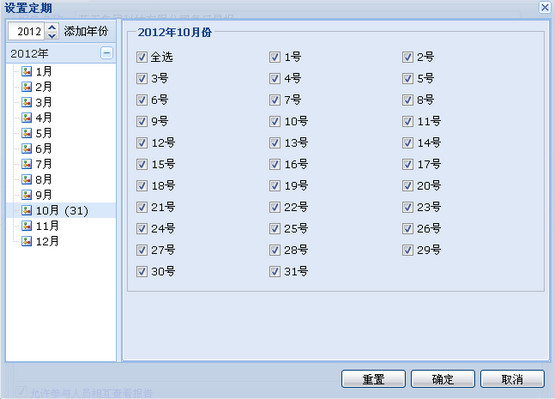 设置定期
2012 添加年份
2012年
1月
2月
3月
4月
5月
6月
7月
8月
9月
10月 (31)
11月
12月
2012年10月份
全选 1号 2号
3号 4号 5号
6号 7号 8号
9号 10号 11号
12号 13号 14号
15号 16号 17号
18号 19号 20号
21号 22号 23号
24号 25号 26号
27号 28号 29号
30号 31号
重置 确定 取消